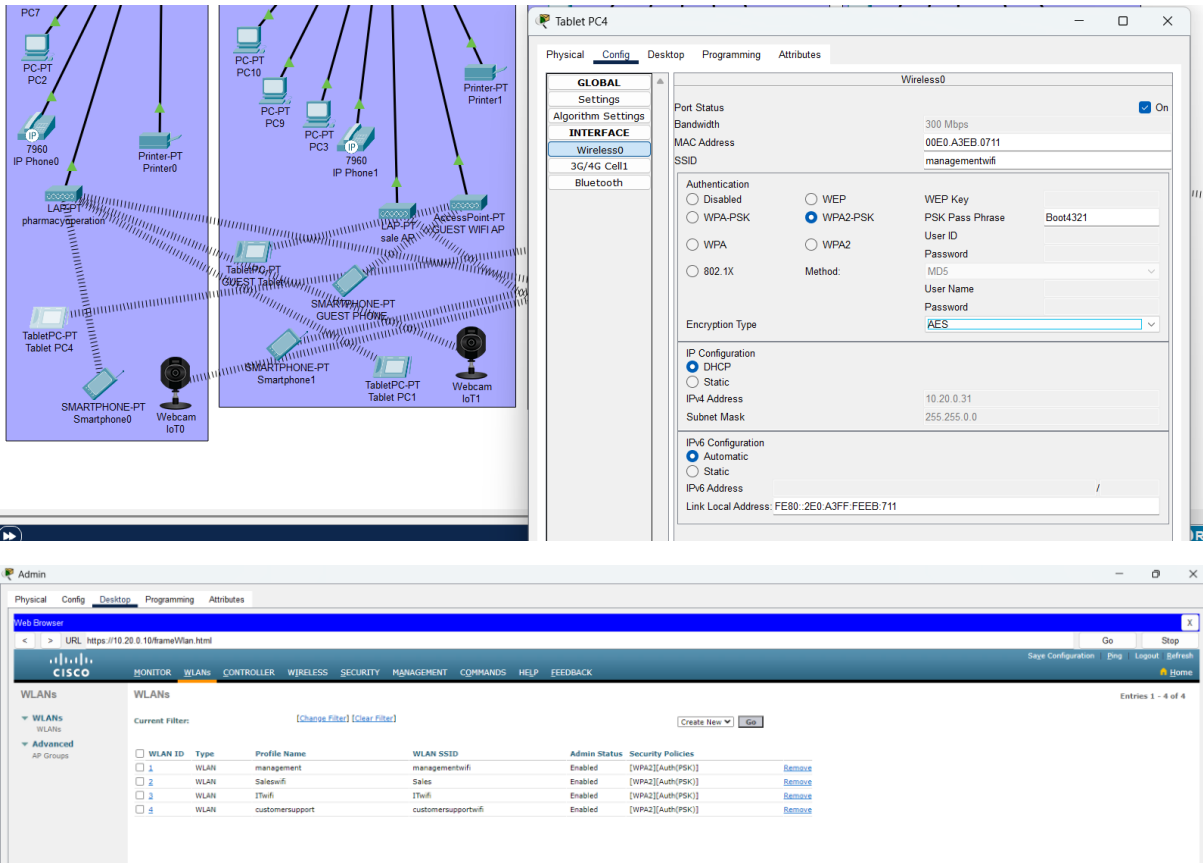 PC7
PC-PT
PC2
7960
IP Phone0
IP
Printer-PT
Printer0
LAP-PT
pharmacyoperation
TabletPC-PT
Tablet PC4
SMARTPHONE-PT
Smartphone0
Webcam
IoT0
PC-PT
PC10
PC-PT
PC9
PC-PT
PC3
IP
7960
IP Phone1
Printer-PT
Printer1
LAP-PT
sale AP
AccessPoint-PT
GUEST WIFI AP
TabletPC-PT
GUEST Tablet
SMARTPHONE-PT
GUEST PHONE
SMARTPHONE-PT
Smartphone1
TabletPC-PT
Tablet PC1
Webcam
IoT1
Tablet PC4
Physical Config Desktop Programming Attributes
GLOBAL
Settings
Algorithm Settings
INTERFACE
Wireless0
3G/4G Cell1
Bluetooth
Wireless0
Port Status On
Bandwidth 300 Mbps
MAC Address 00E0.A3EB.0711
SSID managementwifi
Authentication
Disabled WEP WEP Key
WPA-PSK WPA2-PSK PSK Pass Phrase Boot4321
User ID
WPA WPA2
Password
802.1X Method: MD5
User Name
Password
Encryption Type AES
IP Configuration
DHCP
Static
IPv4 Address 10.20.0.31
Subnet Mask 255.255.0.0
IPv6 Configuration
Automatic
Static
IPv6 Address /
Link Local Address: FE80::2E0:A3FF:FEEB:711
Admin
Physical Config Desktop Programming Attributes
Web Browser X
< > URL https://10.20.0.10/frameWlan.html Go Stop
Save Configuration Ping Logout Refresh
CISCO MONITOR WLANs CONTROLLER WIRELESS SECURITY MANAGEMENT COMMANDS HELP FEEDBACK Home
WLANs WLANs Entries 1 - 4 of 4
WLANs
WLANs
Advanced
AP Groups
Current Filter: [Change Filter] [Clear Filter] Create New Go
WLAN ID Type Profile Name WLAN SSID Admin Status Security Policies
1 WLAN management managementwifi Enabled [WPA2][Auth(PSK)] Remove
2 WLAN Saleswifi Sales Enabled [WPA2][Auth(PSK)] Remove
3 WLAN ITwifi ITwifi Enabled [WPA2][Auth(PSK)] Remove
4 WLAN customersupport customersupportwifi Enabled [WPA2][Auth(PSK)] Remove